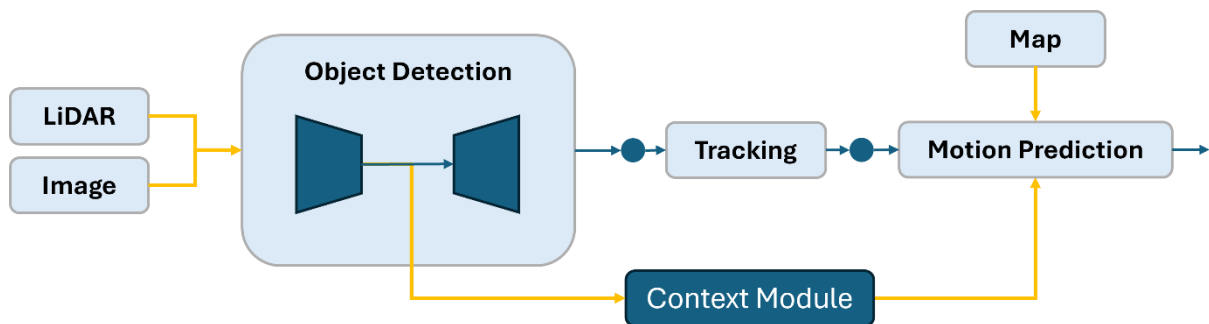 Map
Object Detection
LiDAR
Image
Tracking
Motion Prediction
Context Module